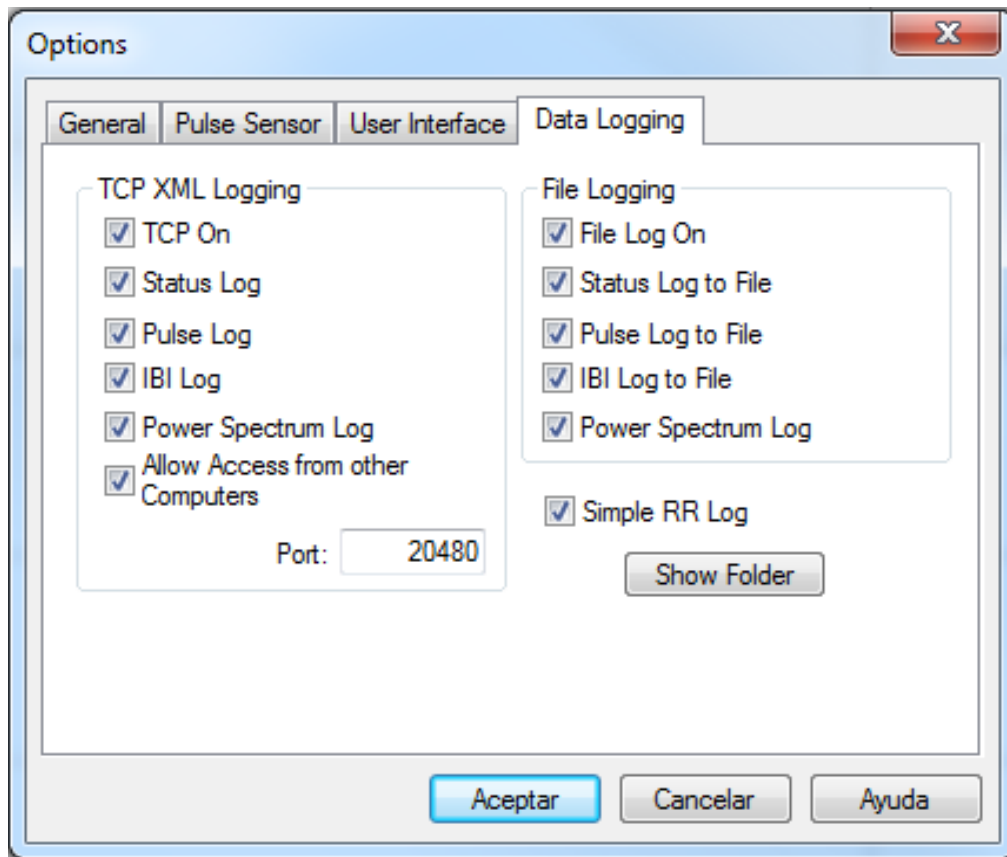 Options
General
Pulse Sensor
User Interface
Data Logging
TCP XML Logging
TCP On
Status Log
Pulse Log
IBI Log
Power Spectrum Log
Allow Access from other
Computers
Port: 20480
File Logging
File Log On
Status Log to File
Pulse Log to File
IBI Log to File
Power Spectrum Log
Simple RR Log
Show Folder
Aceptar
Cancelar
Ayuda